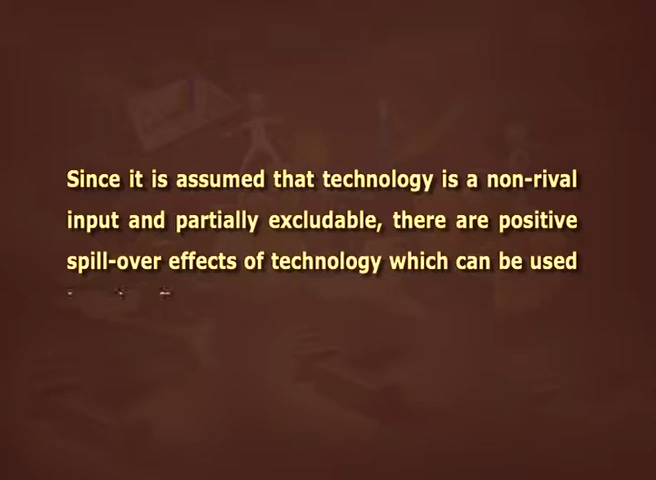 Since it is assumed that technology is a non-rival
input and partially excludable, there are positive
spill-over effects of technology which can be used